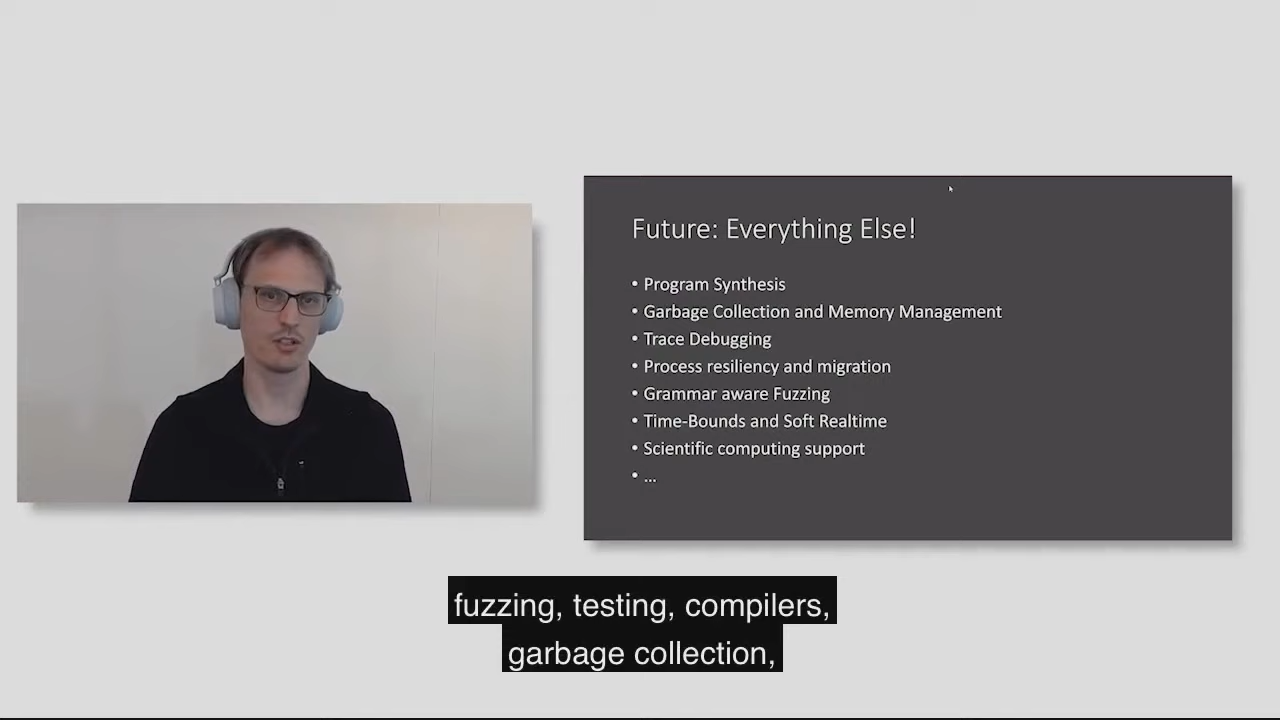 Future: Everything Else!
• Program Synthesis
• Garbage Collection and Memory Management
• Trace Debugging
• Process resiliency and migration
• Grammar aware Fuzzing
• Time-Bounds and Soft Realtime
• Scientific computing support
• ...
fuzzing, testing, compilers,
garbage collection,